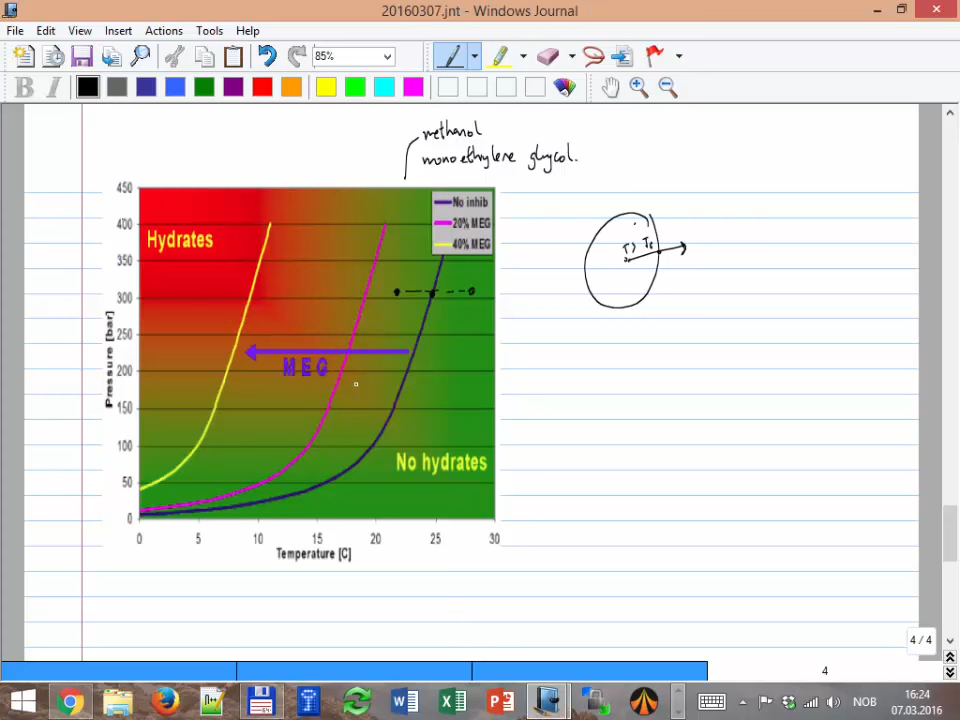 20160307.jnt - Windows Journal
File Edit View Insert Actions Tools Help
85%
B I
methanol
monoethylene glycol.
450
400
350
300
250
200
150
100
50
0
Pressure [bar]
Hydrates
No inhib
20% MEG
40% MEG
MEG
No hydrates
0 5 10 15 20 25 30
Temperature [C]
4 / 4
4
NOB
16:24
07.03.2016